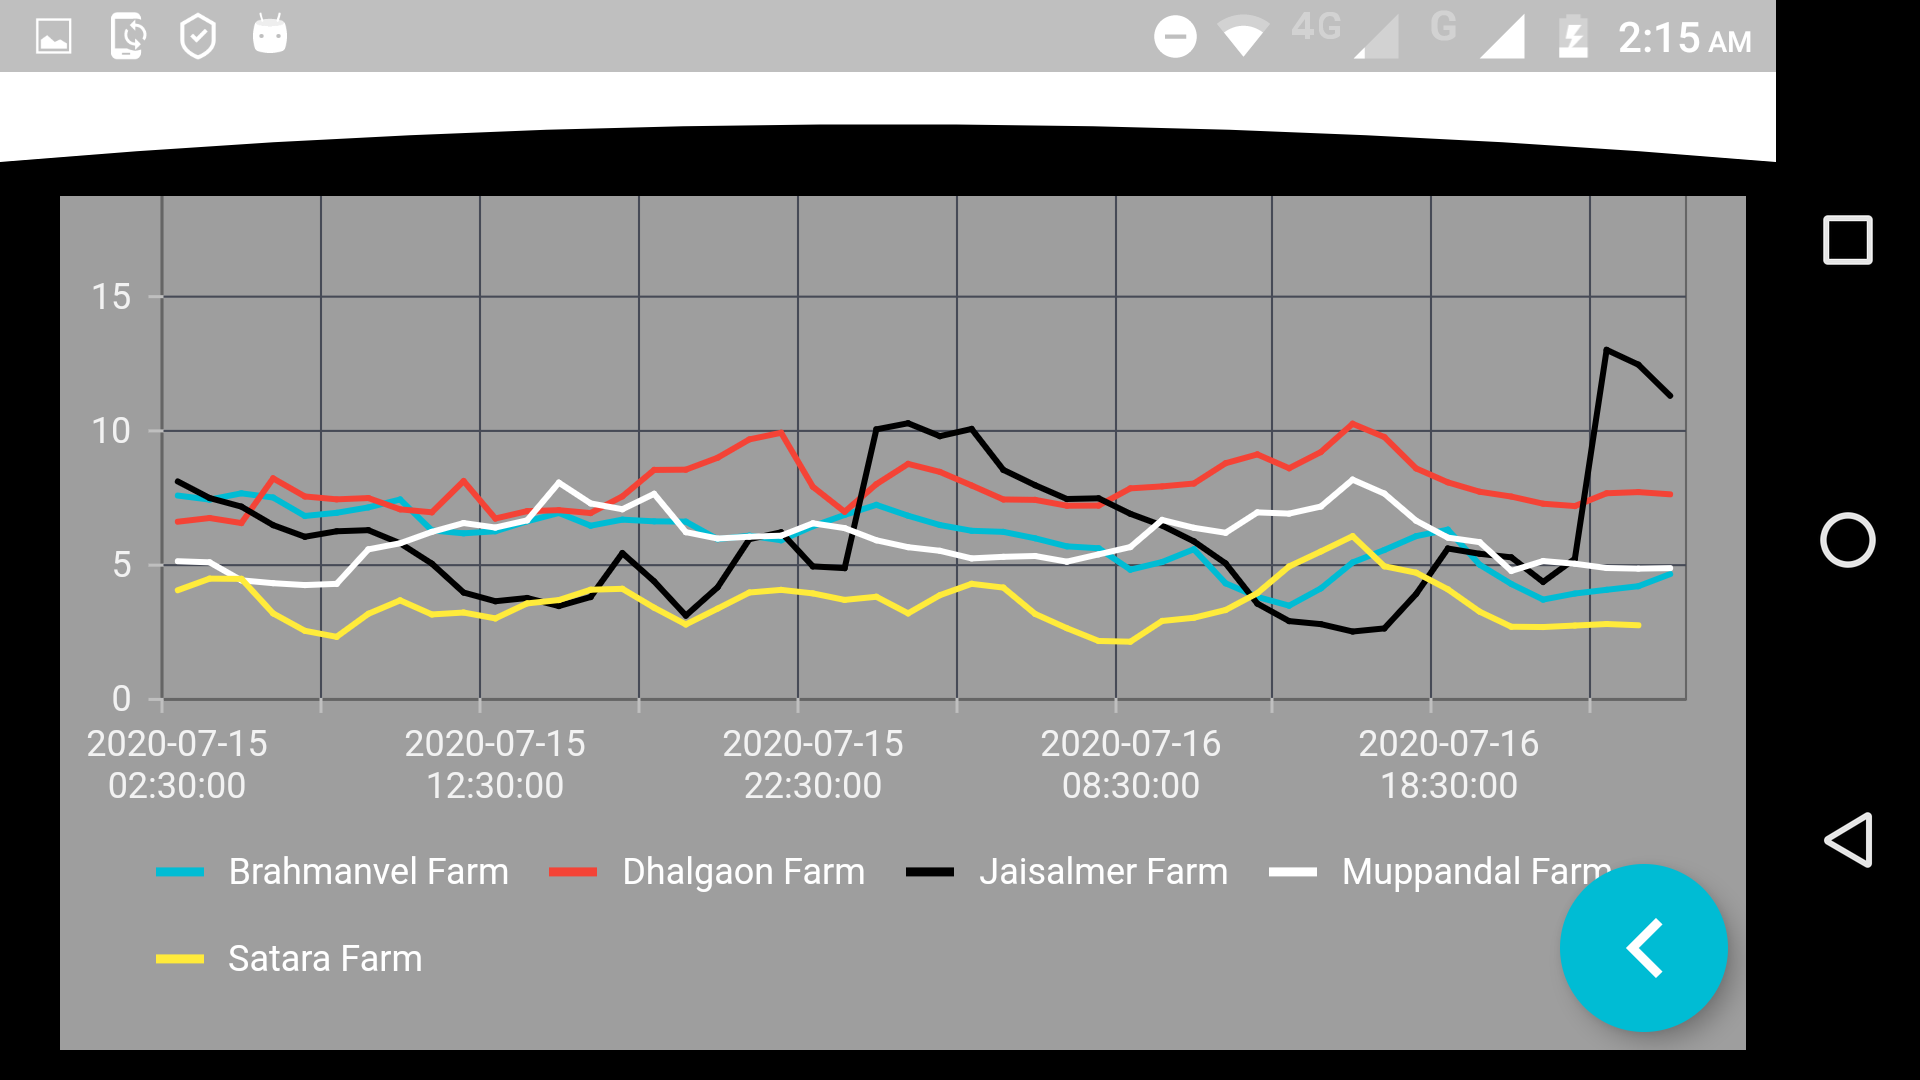 4G G 2:15 AM
15
10
5
0
2020-07-15 2020-07-15 2020-07-15 2020-07-16 2020-07-16
02:30:00 12:30:00 22:30:00 08:30:00 18:30:00
Brahmanvel Farm Dhalgaon Farm Jaisalmer Farm Muppandal Farm
Satara Farm